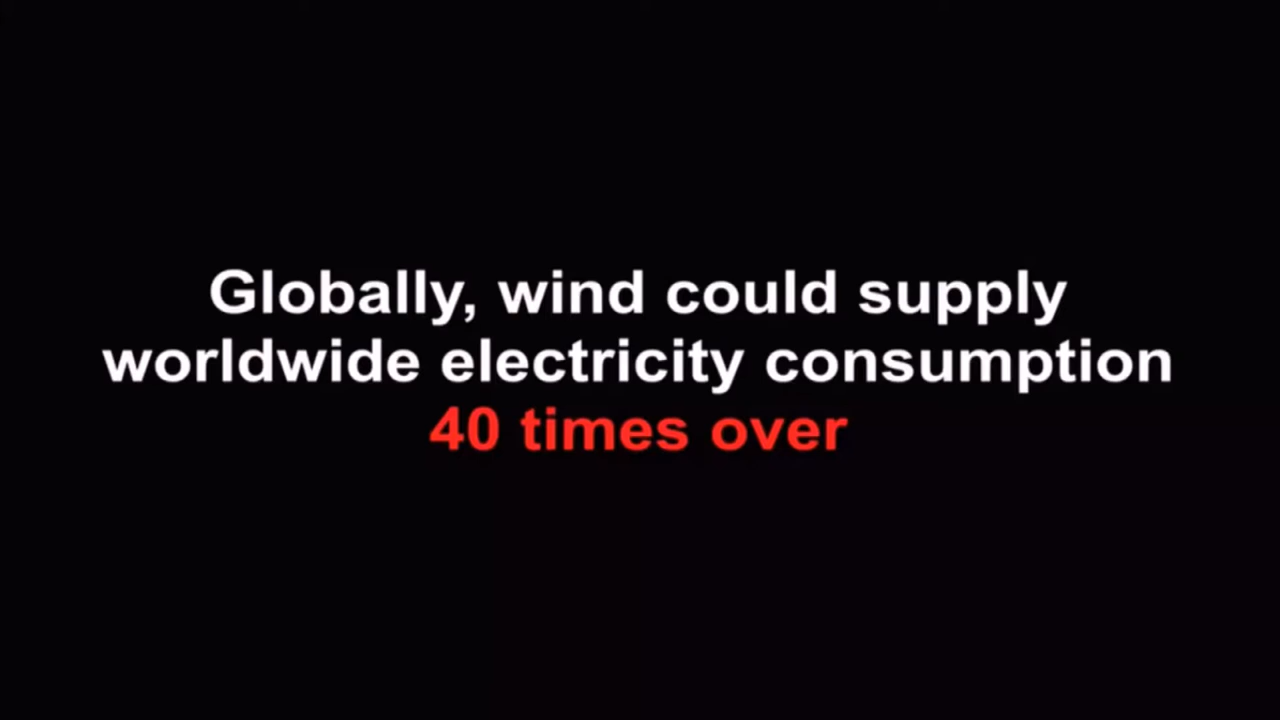 Globally, wind could supply
worldwide electricity consumption
40 times over